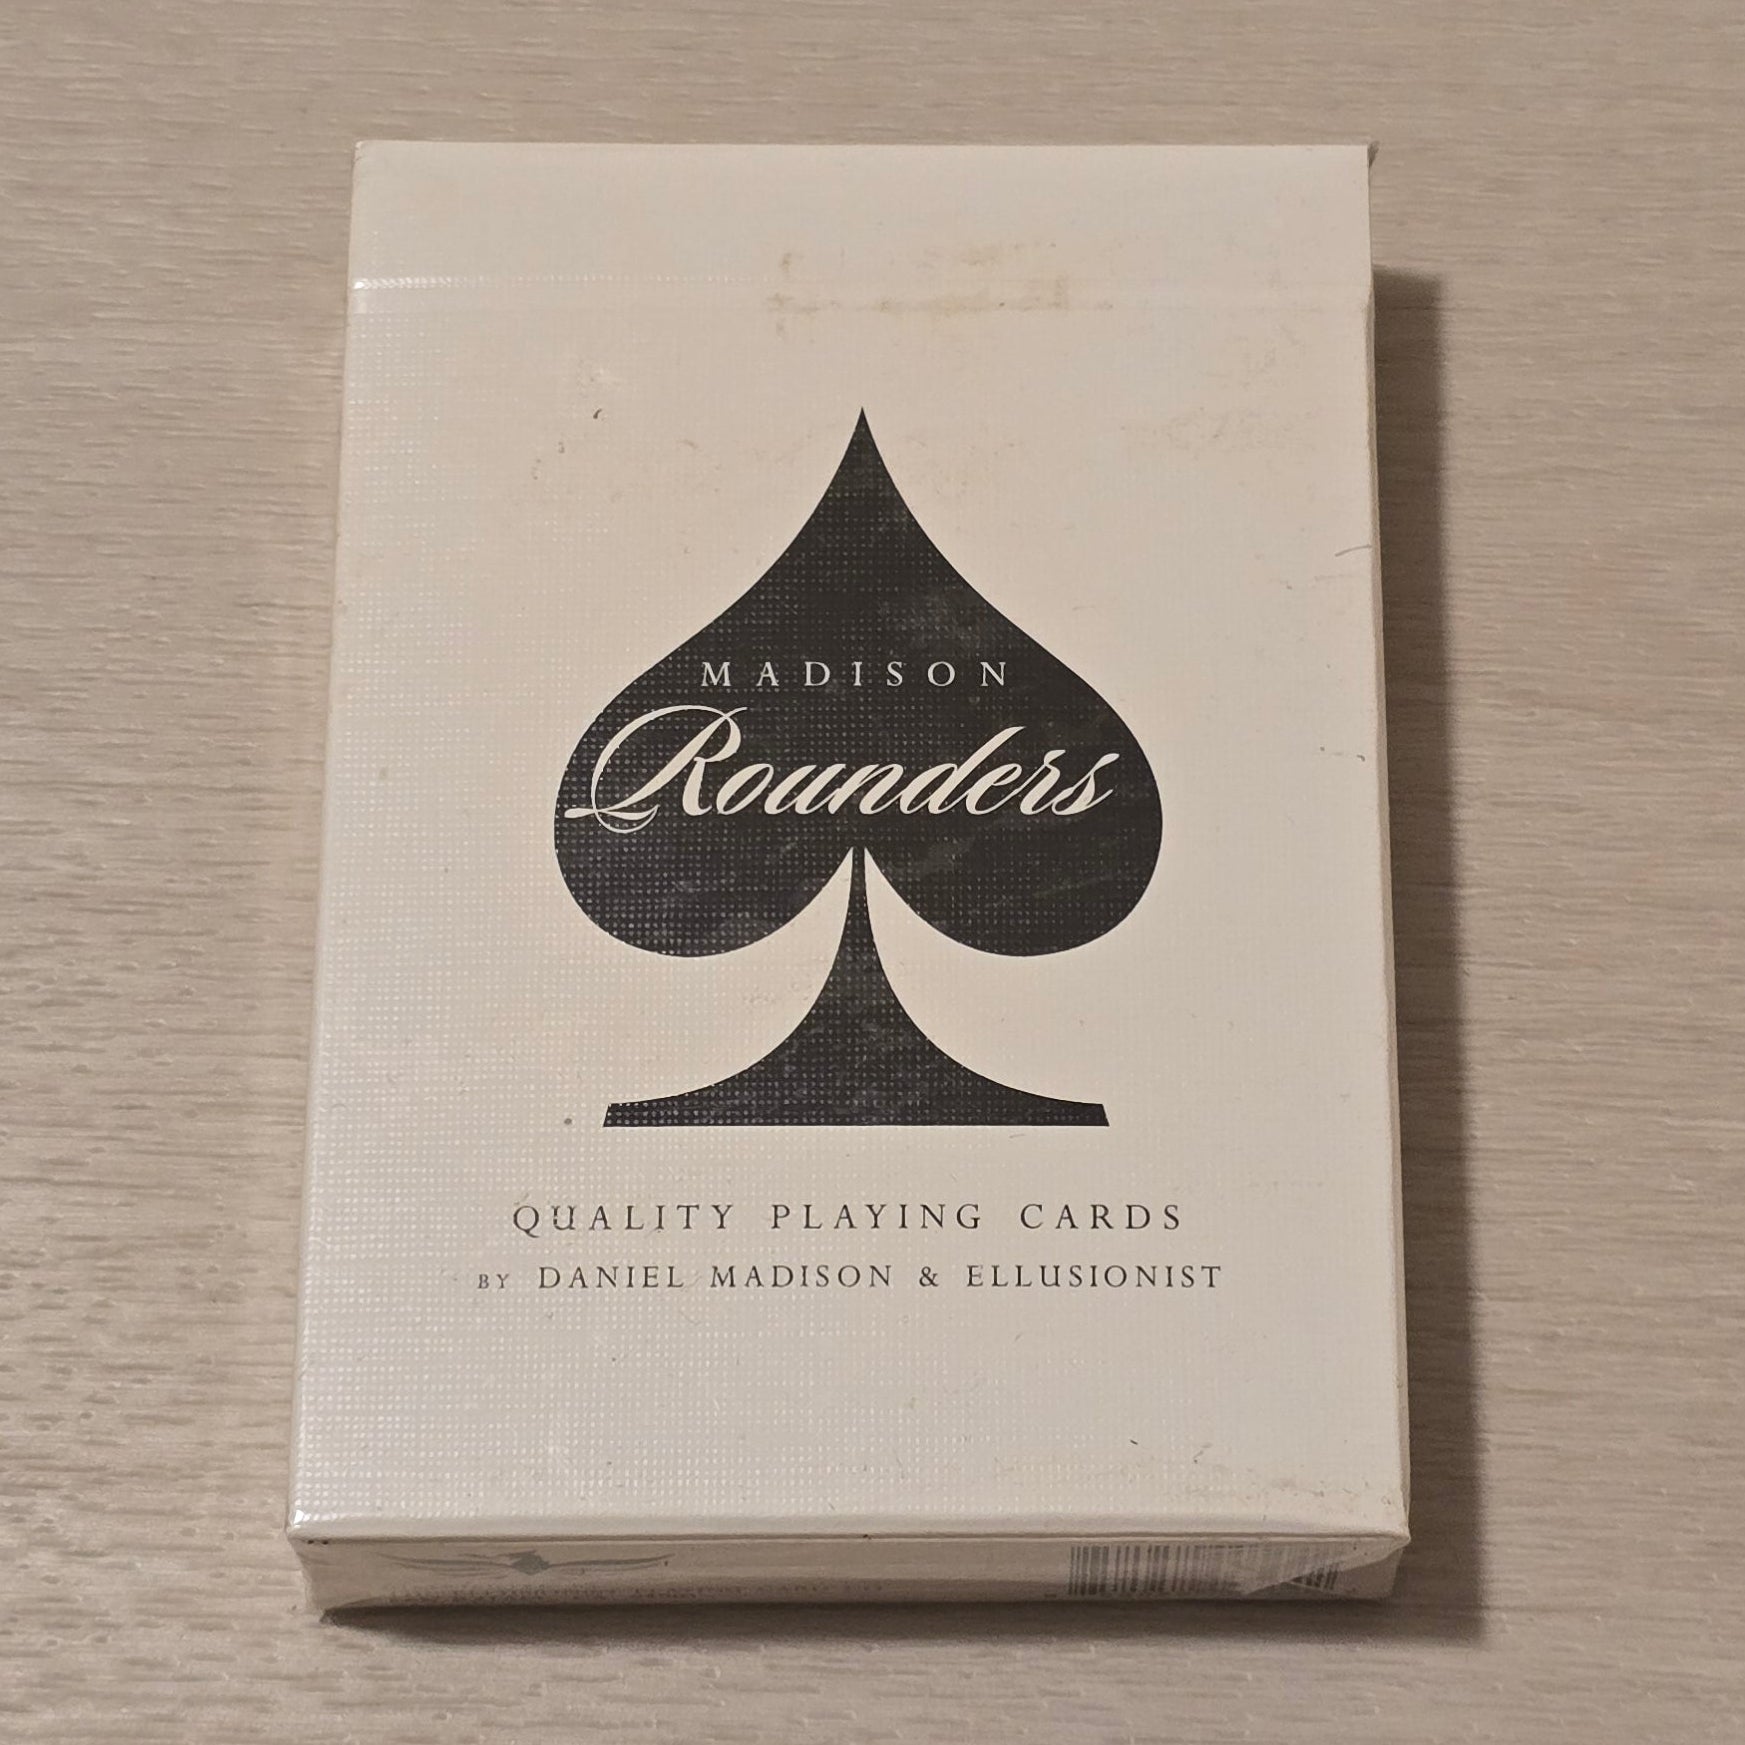 MADISON
Rounders
QUALITY PLAYING CARDS
BY DANIEL MADISON & ELLUSIONIST